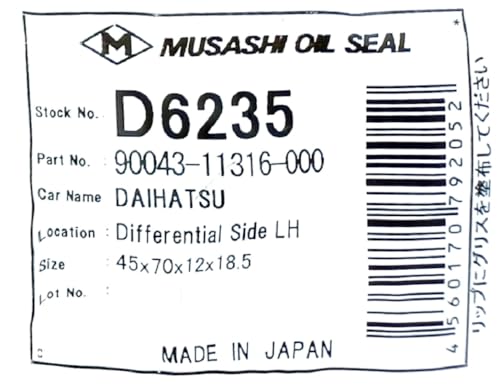 M MUSASHI OIL SEAL
Stock No. D6235
Part No. : 90043-11316-000
Car Name : DAIHATSU
Location : Differential Side LH
Size : 45x70x12x18.5
Lot No. :
MADE IN JAPAN
4560170792052
リップにグリスを塗布してください